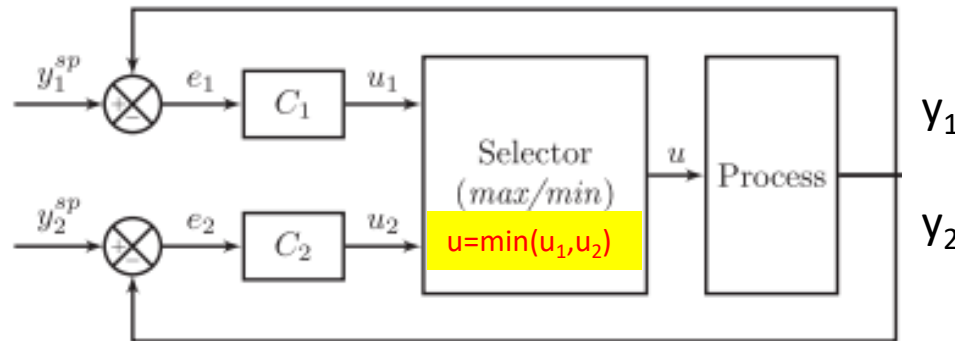 y₁ˢᵖ
e₁
C₁
u₁
y₁
Selector
(max/min)
u
Process
y₂ˢᵖ
e₂
C₂
u₂
u=min(u₁,u₂)
y₂